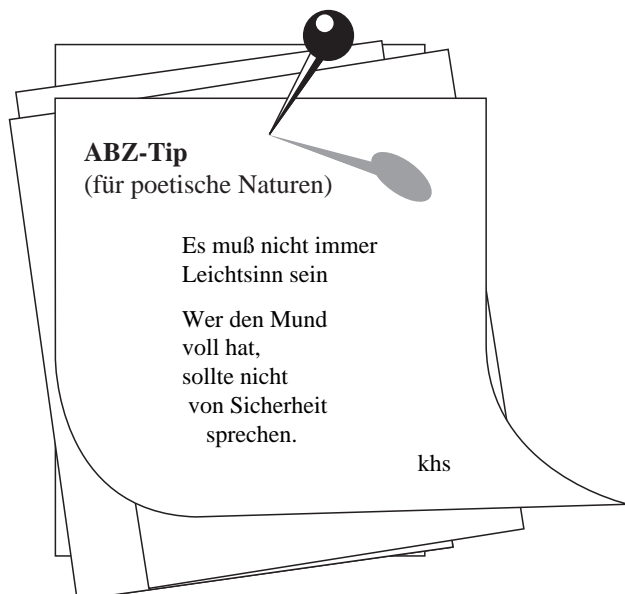 ABZ-Tip
(für poetische Naturen)
Es muß nicht immer
Leichtsinn sein
Wer den Mund
voll hat,
sollte nicht
von Sicherheit
sprechen.
khs